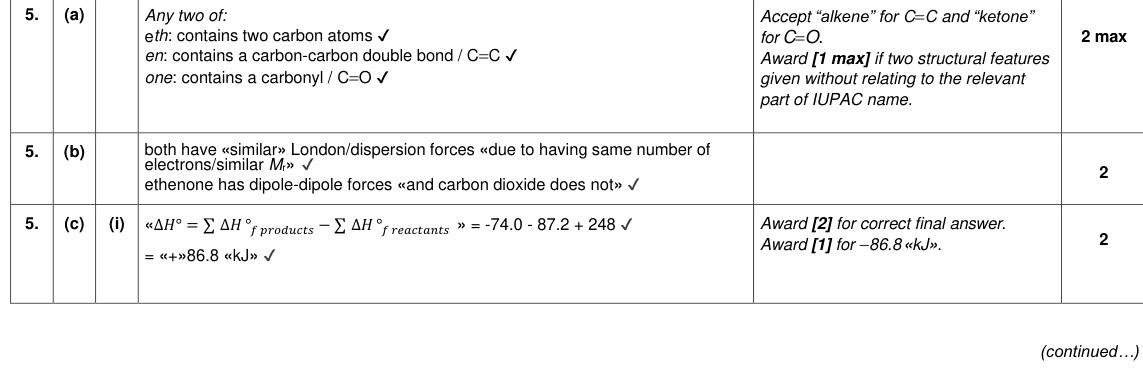 5. (a) Any two of: Accept “alkene” for C=C and “ketone”
eth: contains two carbon atoms ✓ for C=O.
en: contains a carbon-carbon double bond / C=C ✓ Award [1 max] if two structural features
one: contains a carbonyl / C=O ✓ given without relating to the relevant
part of IUPAC name.
2 max
5. (b) both have «similar» London/dispersion forces «due to having same number of
electrons/similar Mr» ✓
ethenone has dipole-dipole forces «and carbon dioxide does not» ✓
2
5. (c) (i) «ΔH° = ∑ ΔH°f products − ∑ ΔH°f reactants » = -74.0 - 87.2 + 248 ✓ Award [2] for correct final answer.
= «+»86.8 «kJ» ✓ Award [1] for −86.8 «kJ».
2
(continued…)